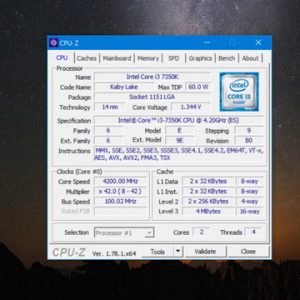 CPU-Z
CPU Caches Mainboard Memory SPD Graphics Bench About
Processor
Name Intel Core i3 7350K
Code Name Kaby Lake Max TDP 60.0 W
Package Socket 1151 LGA
Technology 14 nm Core Voltage 1.344 V
intel
CORE i3
inside
Specification Intel® Core™ i3-7350K CPU @ 4.20GHz (ES)
Family 6 Model E Stepping 9
Ext. Family 6 Ext. Model 9E Revision B0
Instructions MMX, SSE, SSE2, SSE3, SSSE3, SSE4.1, SSE4.2, EM64T, VT-x,
AES, AVX, AVX2, FMA3, TSX
Clocks (Core #0) Cache
Core Speed 4200.00 MHz L1 Data 2 x 32 KBytes 8-way
Multiplier x 42.0 ( 8 - 42 ) L1 Inst. 2 x 32 KBytes 8-way
Bus Speed 100.02 MHz Level 2 2 x 256 KBytes 4-way
Rated FSB Level 3 4 MBytes 16-way
Selection Processor #1 Cores 2 Threads 4
CPU-Z Ver. 1.78.1.x64 Tools Validate Close